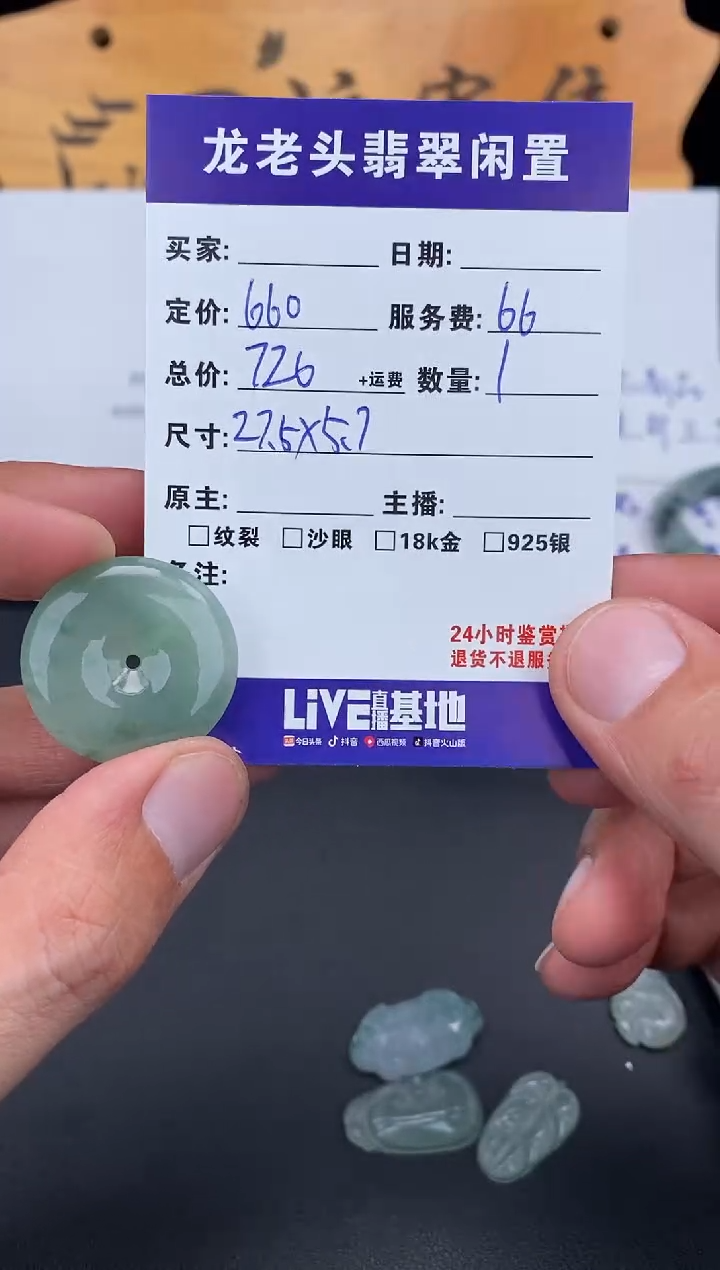 龙老头翡翠闲置
买家: 日期:
定价: 660 服务费: 66
总价: 726 +运费 数量: 1
尺寸: 27.5X5.7
原主: 主播:
□纹裂 □沙眼 □18k金 □925银
备注:
24小时鉴赏
退货不退服务
LiVE直播基地
今日头条 抖音 西瓜视频 抖音火山版